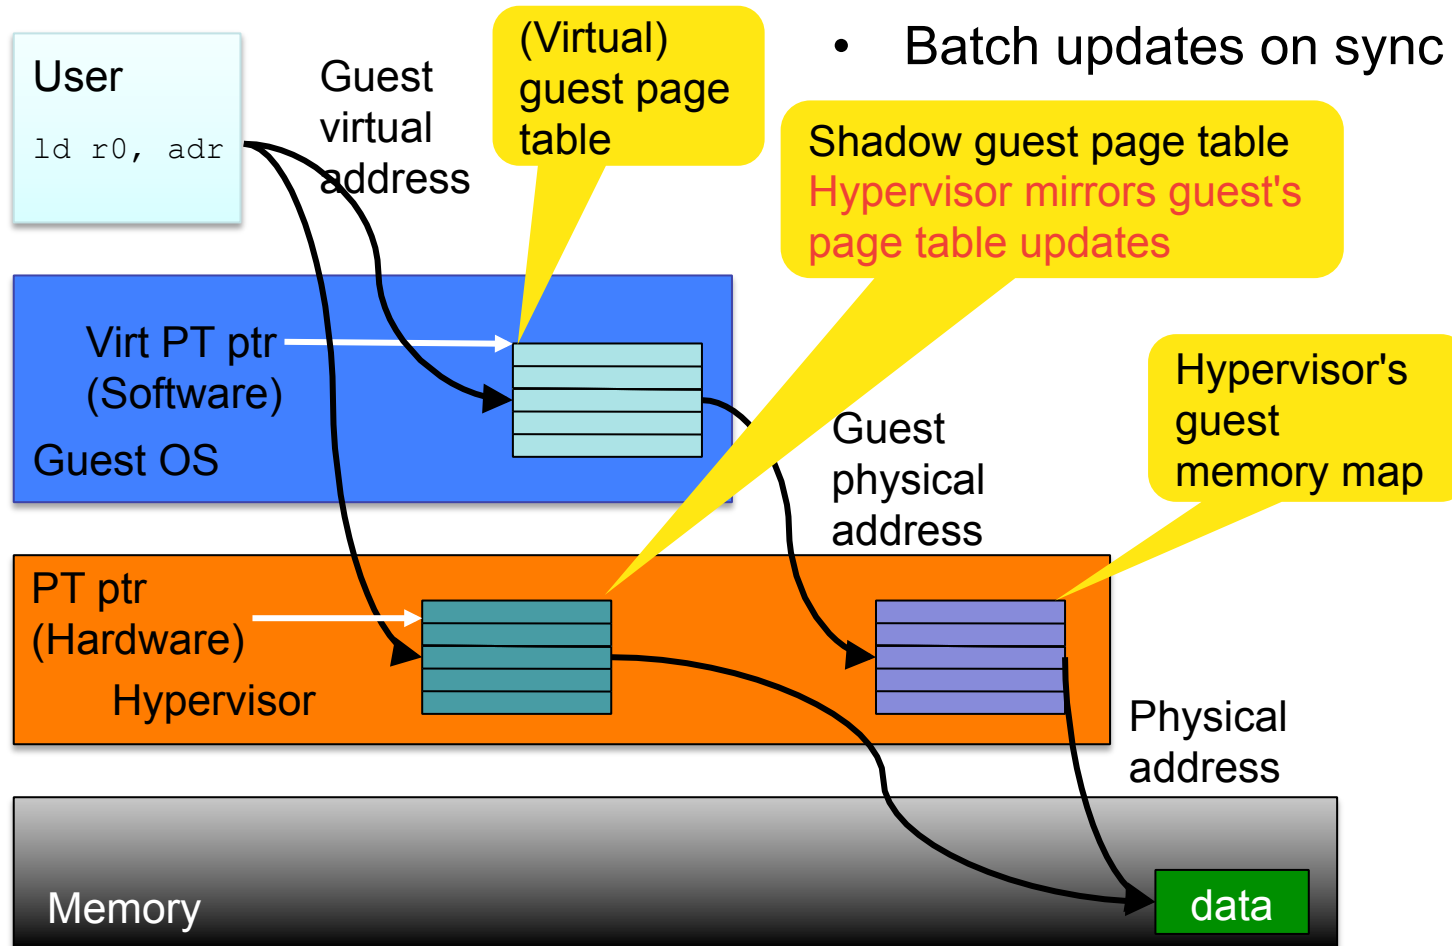 • Batch updates on sync
User
ld r0, adr
Guest
virtual
address
(Virtual)
guest page
table
Shadow guest page table
Hypervisor mirrors guest's
page table updates
Virt PT ptr
(Software)
Guest OS
Guest
physical
address
Hypervisor's
guest
memory map
PT ptr
(Hardware)
Hypervisor
Physical
address
Memory
data